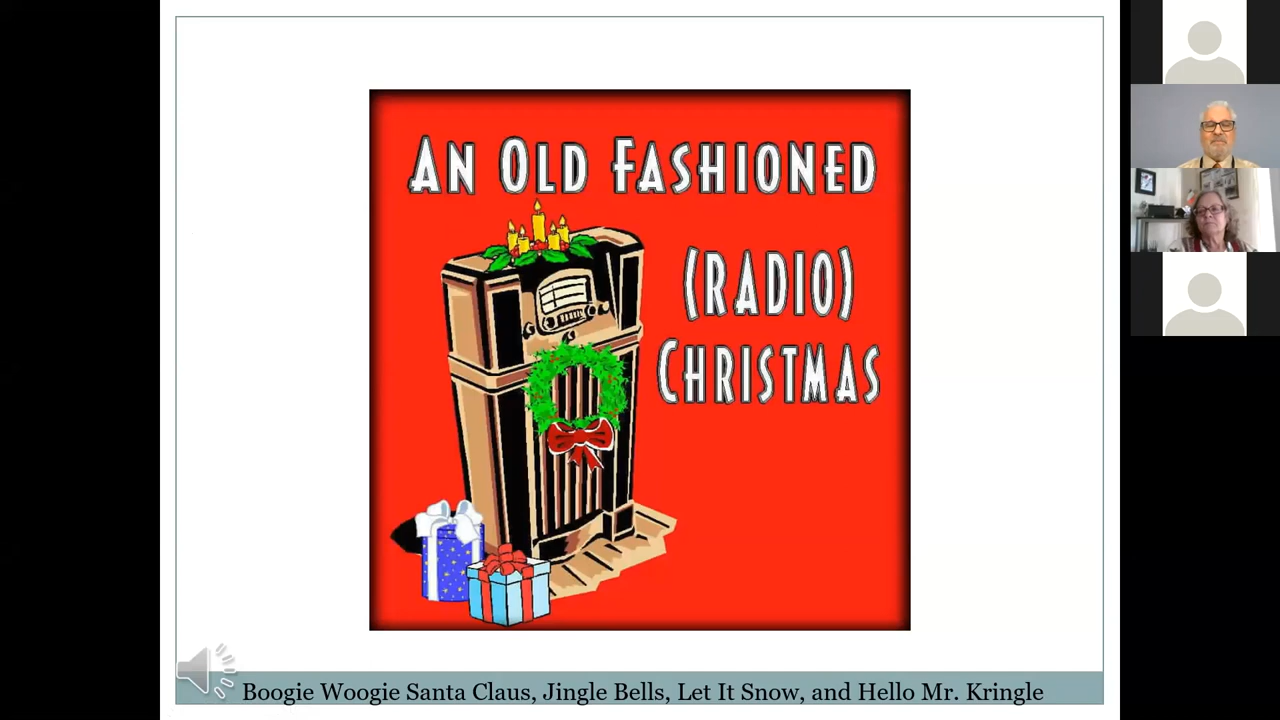 An Old Fashioned
(Radio)
Christmas
Boogie Woogie Santa Claus, Jingle Bells, Let It Snow, and Hello Mr. Kringle